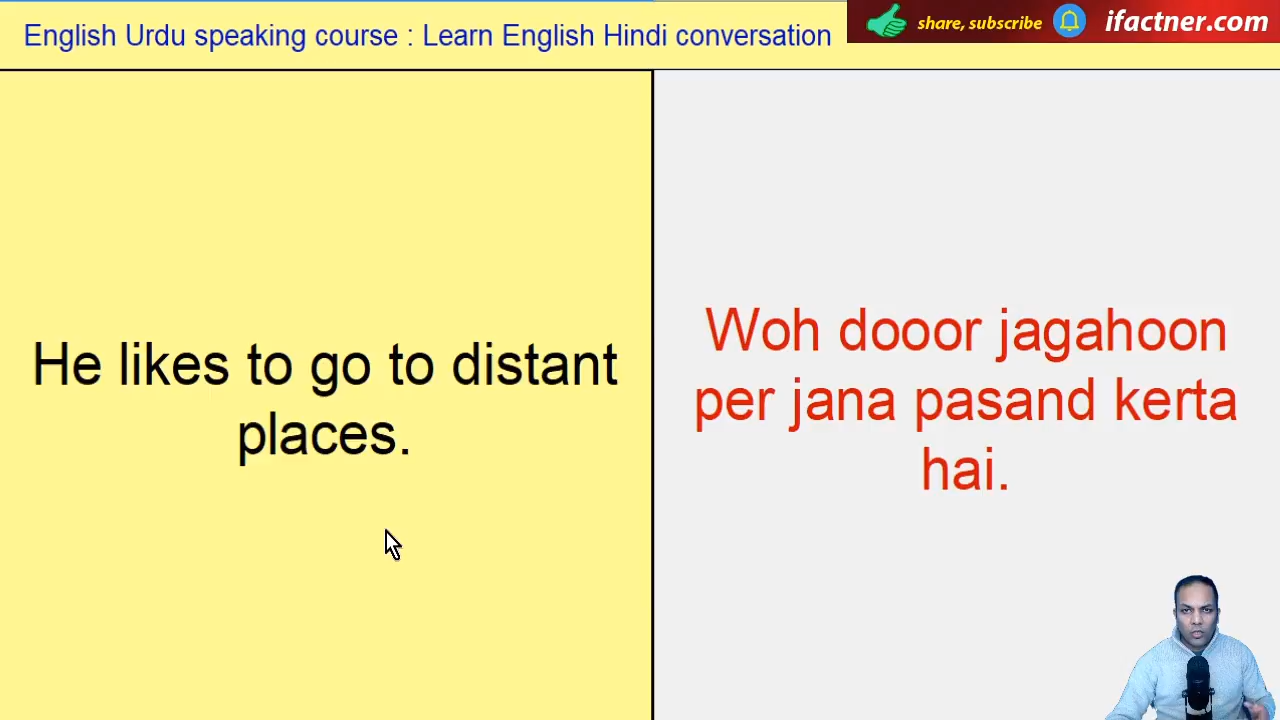 English Urdu speaking course : Learn English Hindi conversation
share, subscribe
ifactner.com
He likes to go to distant
places.
Woh dooor jagahoon
per jana pasand kerta
hai.